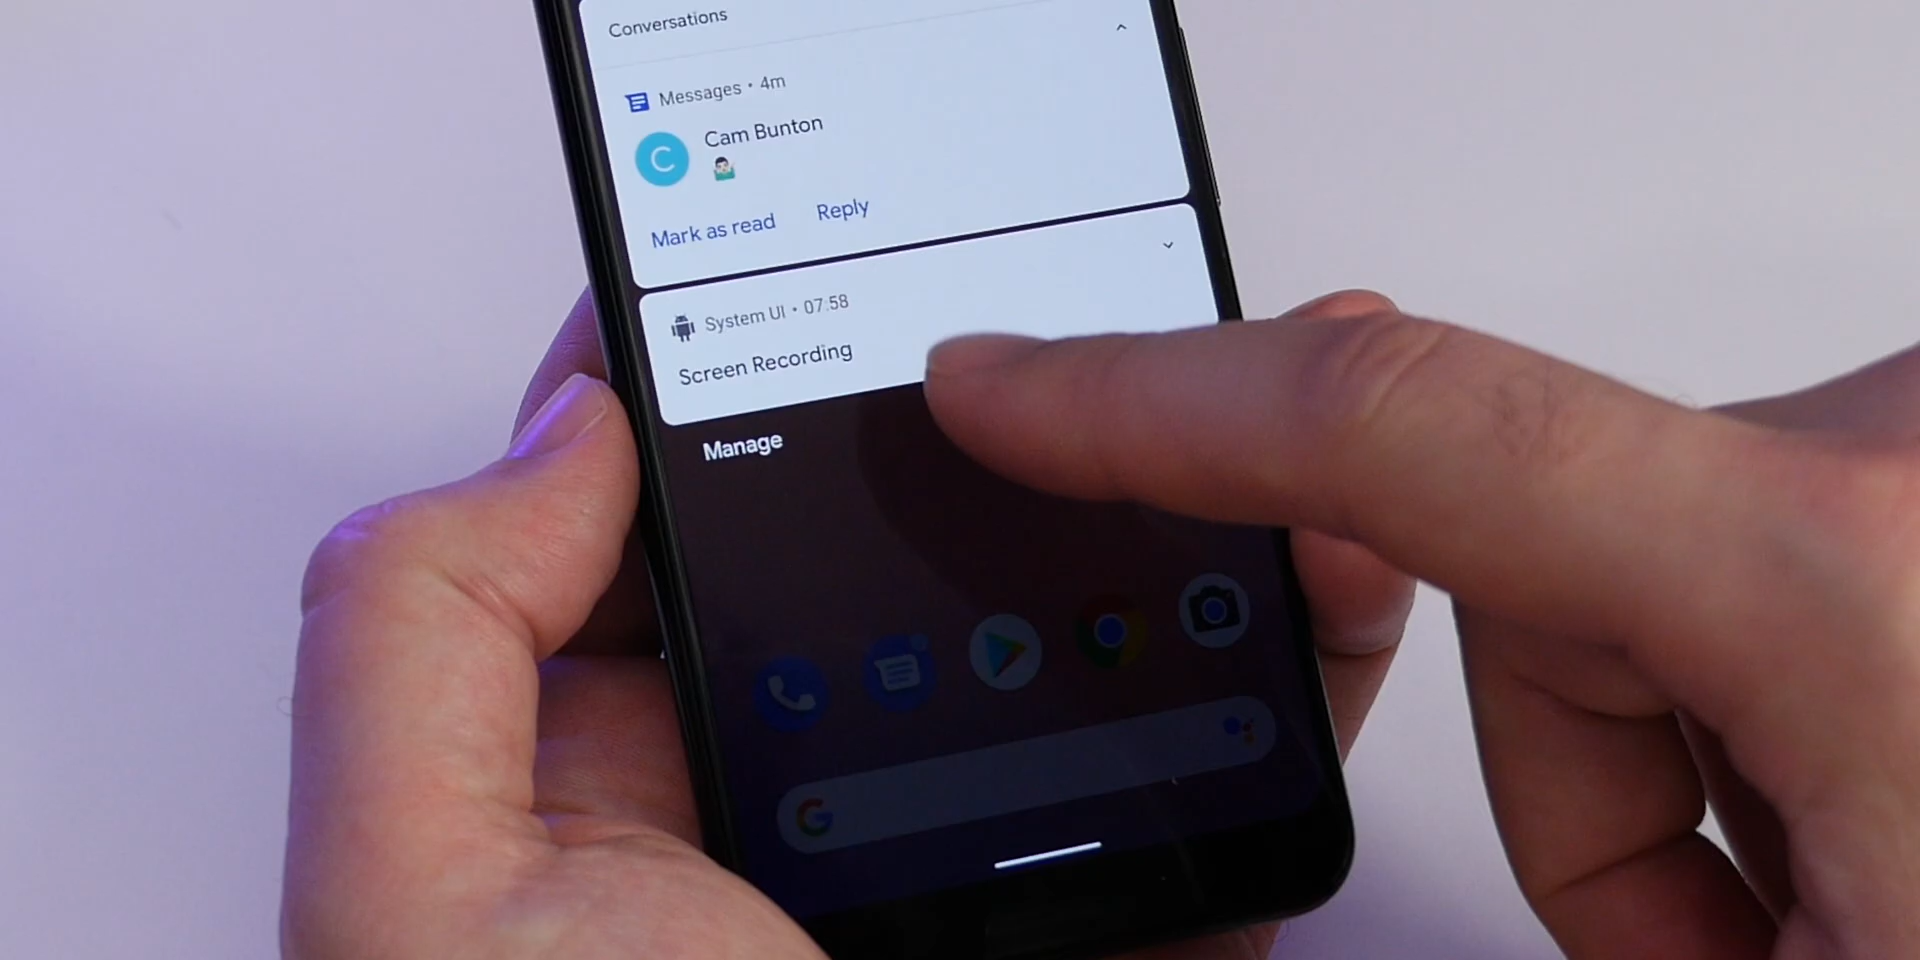 Conversations
Messages • 4m
C
Cam Bunton
🤷🏻‍♂️
Mark as read Reply
System UI • 07:58
Screen Recording
Manage
G